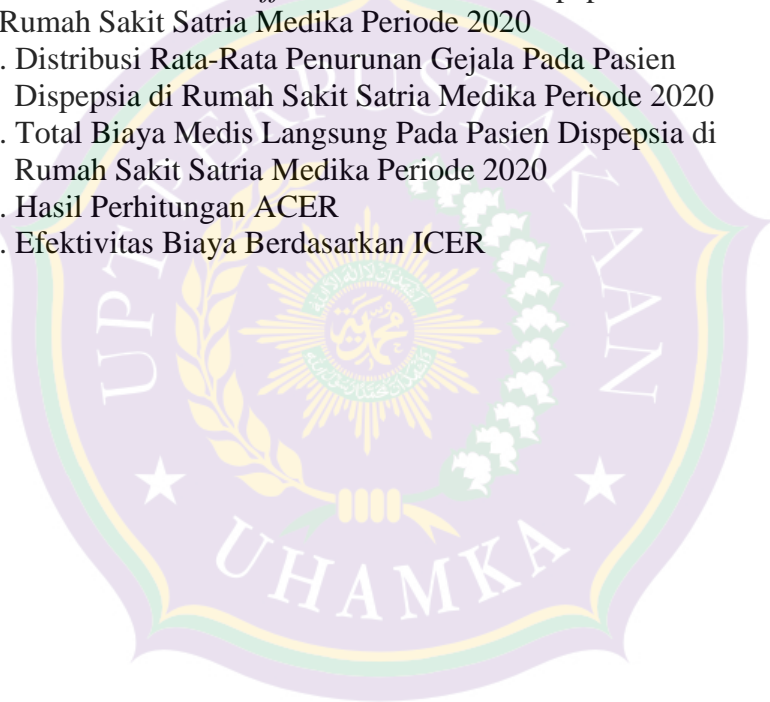 Rumah Sakit Satria Medika Periode 2020
. Distribusi Rata-Rata Penurunan Gejala Pada Pasien
Dispepsia di Rumah Sakit Satria Medika Periode 2020
. Total Biaya Medis Langsung Pada Pasien Dispepsia di
Rumah Sakit Satria Medika Periode 2020
. Hasil Perhitungan ACER
. Efektivitas Biaya Berdasarkan ICER
UPT PERPUSTAKAAN
UHAMKA